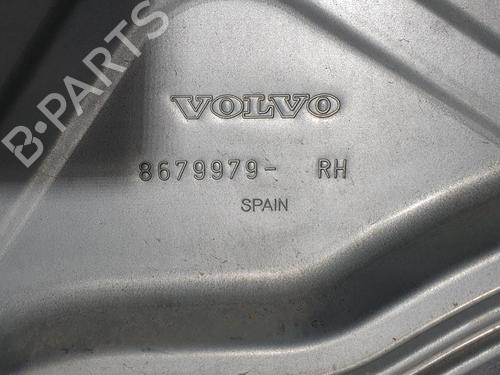 B-PARTS
VOLVO
8679979- RH
SPAIN